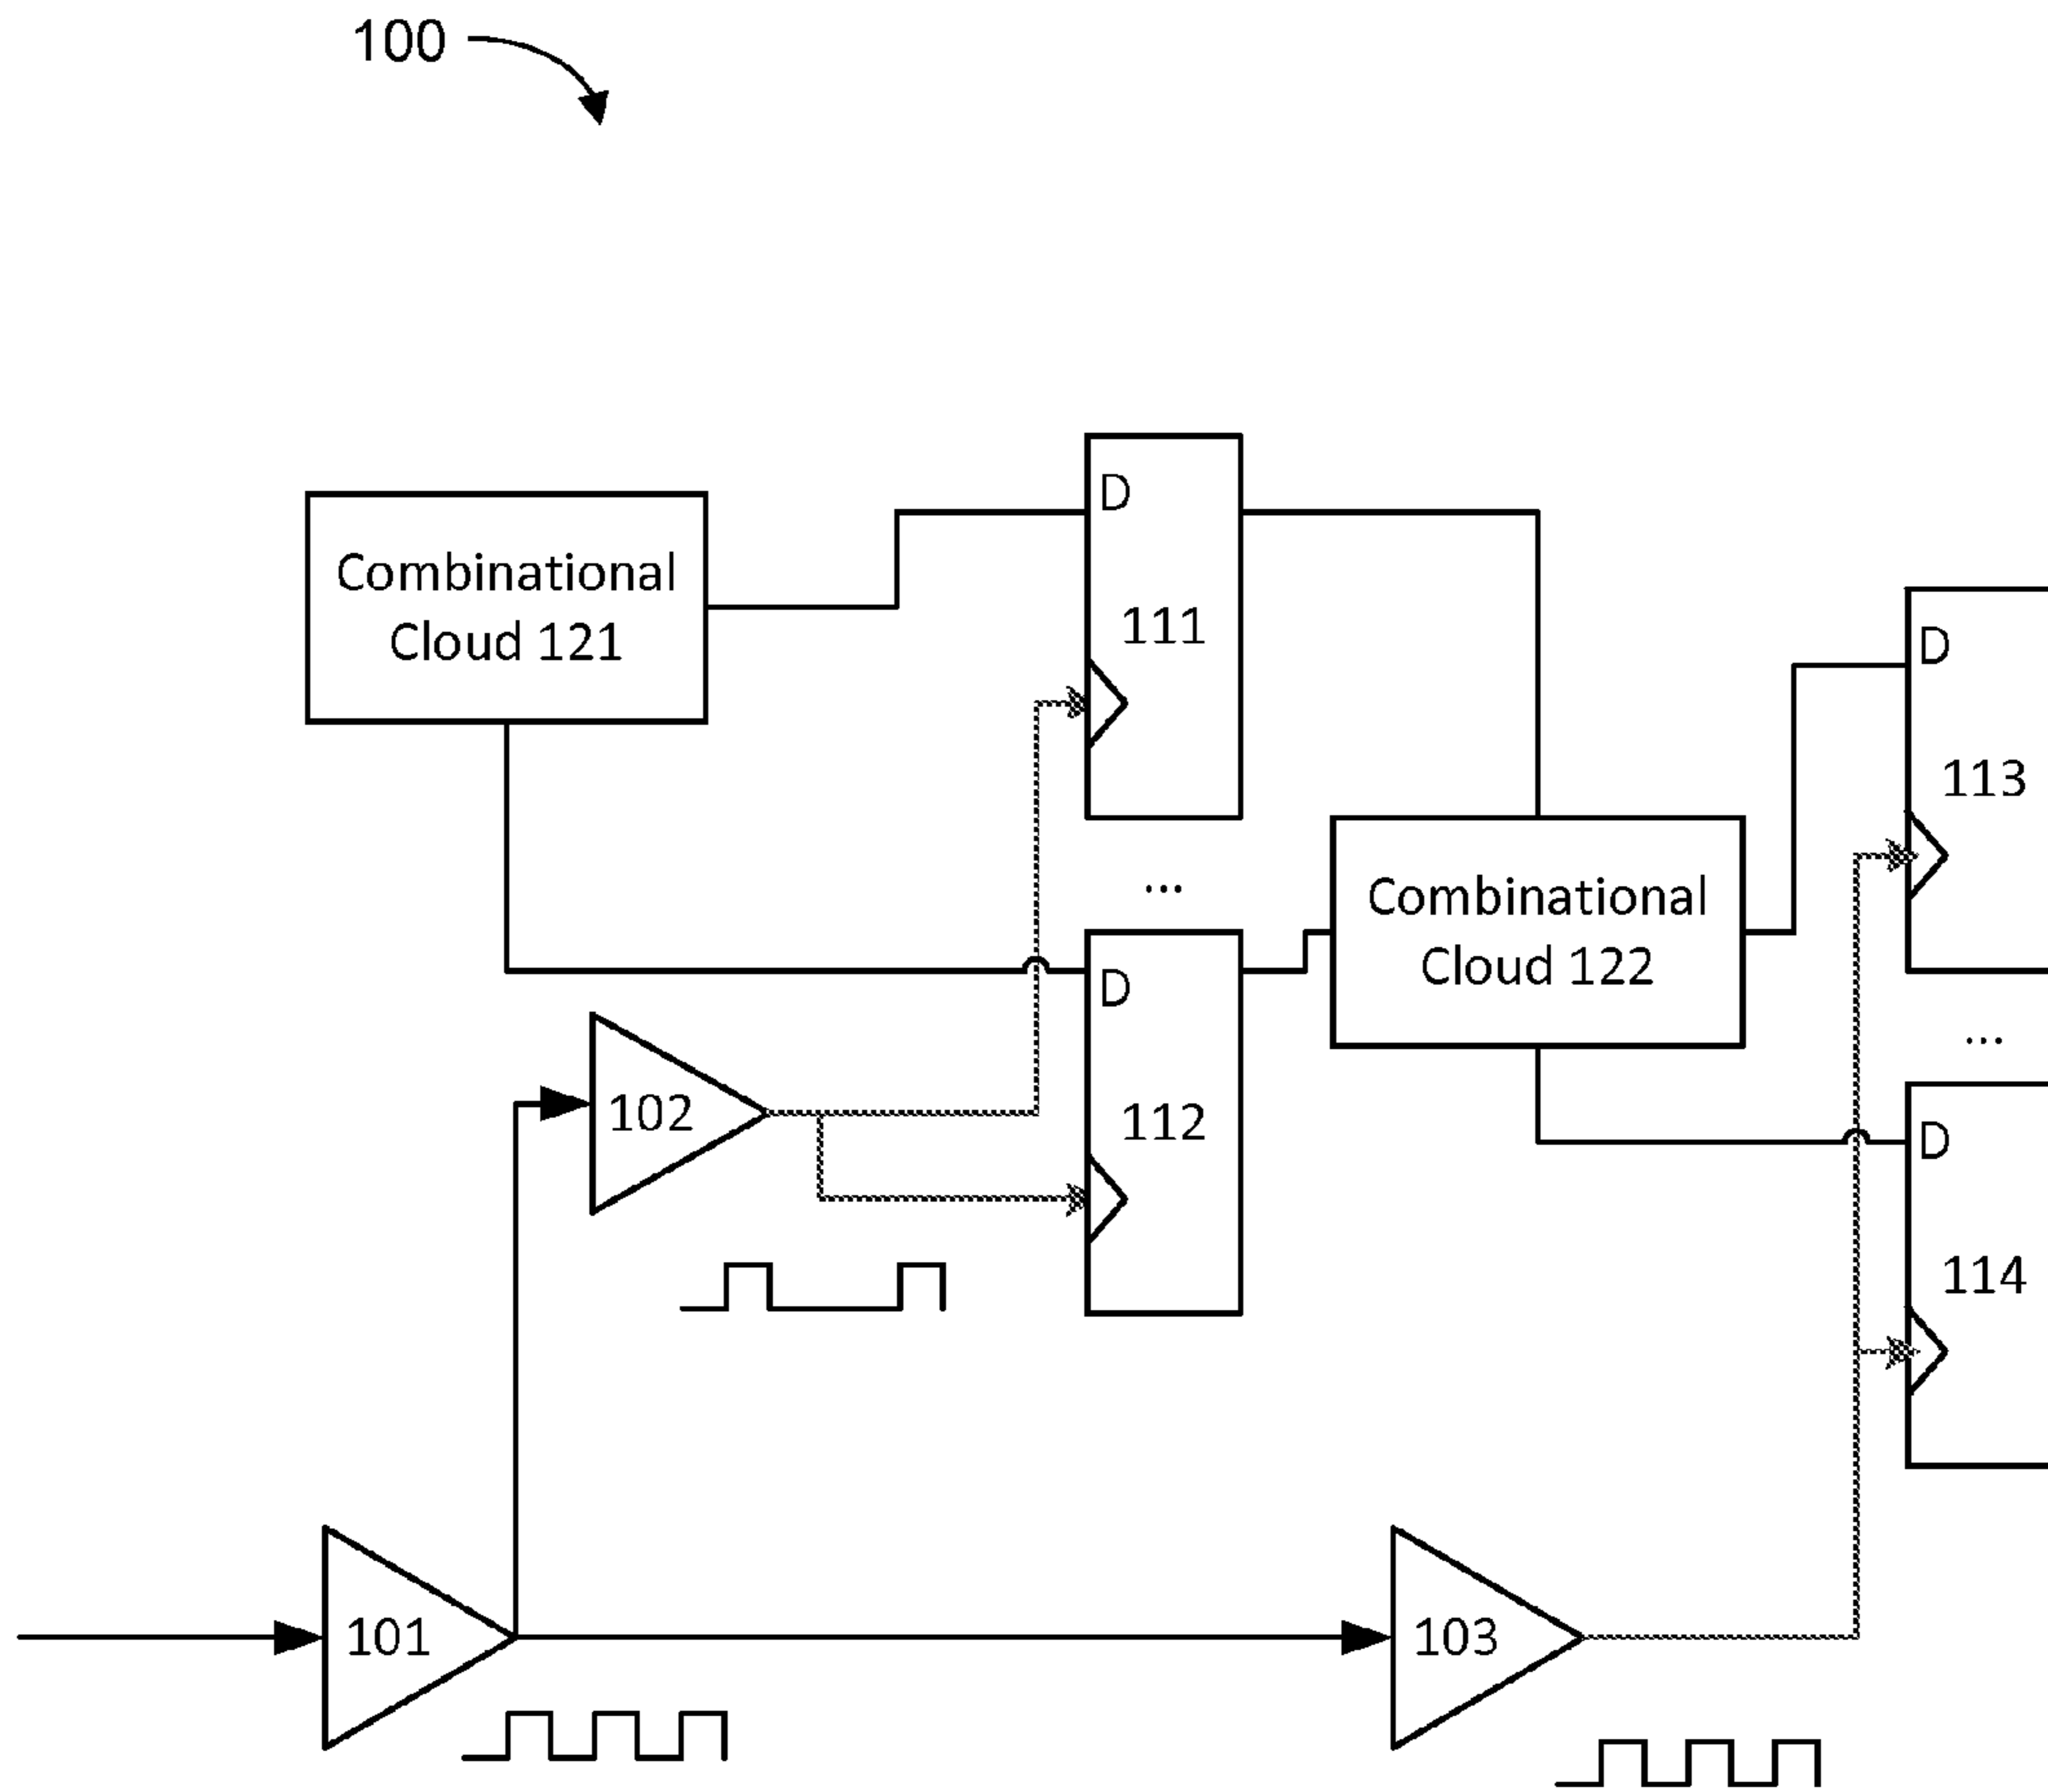 100
D
Combinational
Cloud 121
111
D
113
...
Combinational
Cloud 122
D
...
102
112
D
114
101
103